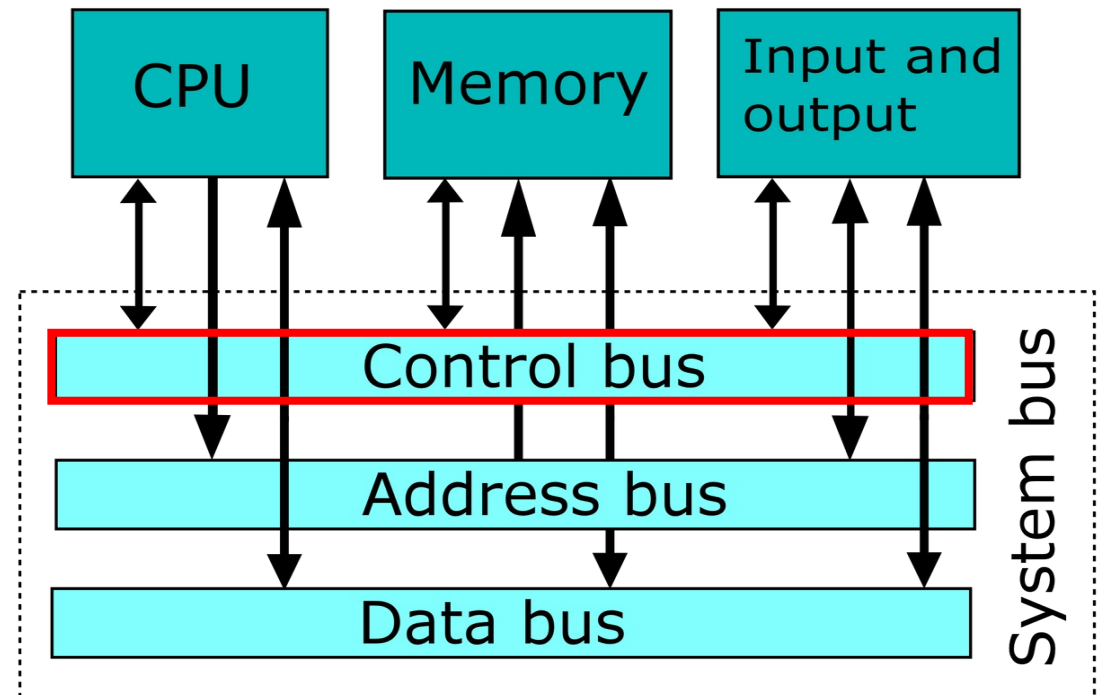 CPU
Memory
Input and
output
Control bus
Address bus
Data bus
System bus